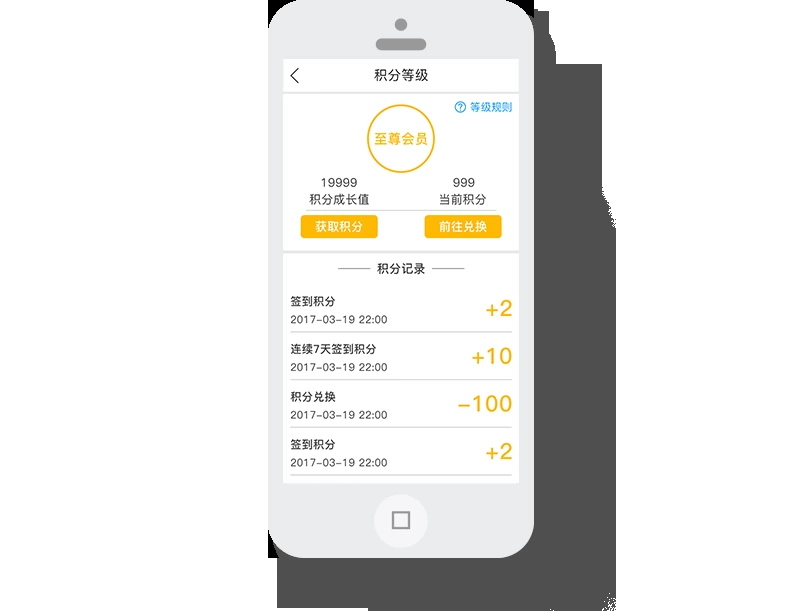 积分等级
等级规则
至尊会员
19999 999
积分成长值 当前积分
获取积分 前往兑换
积分记录
签到积分
+2
2017-03-19 22:00
连续7天签到积分
+10
2017-03-19 22:00
积分兑换
-100
2017-03-19 22:00
签到积分
+2
2017-03-19 22:00